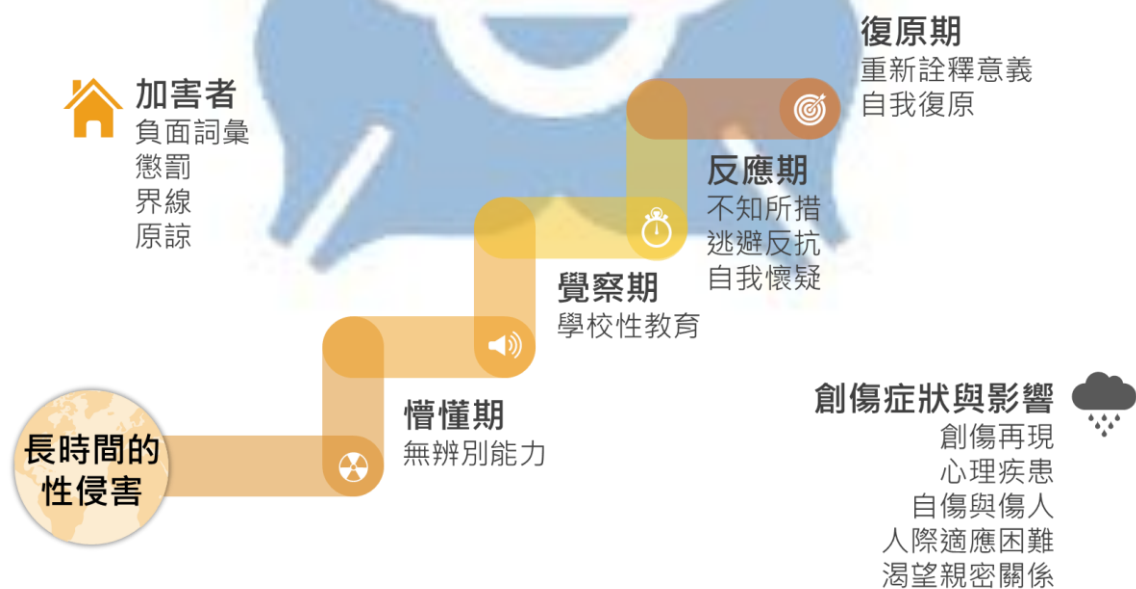 加害者
負面詞彙
懲罰
界線
原諒
復原期
重新詮釋意義
自我復原
反應期
不知所措
逃避反抗
自我懷疑
覺察期
學校性教育
懵懂期
無辨別能力
長時間的
性侵害
創傷症狀與影響
創傷再現
心理疾患
自傷與傷人
人際適應困難
渴望親密關係